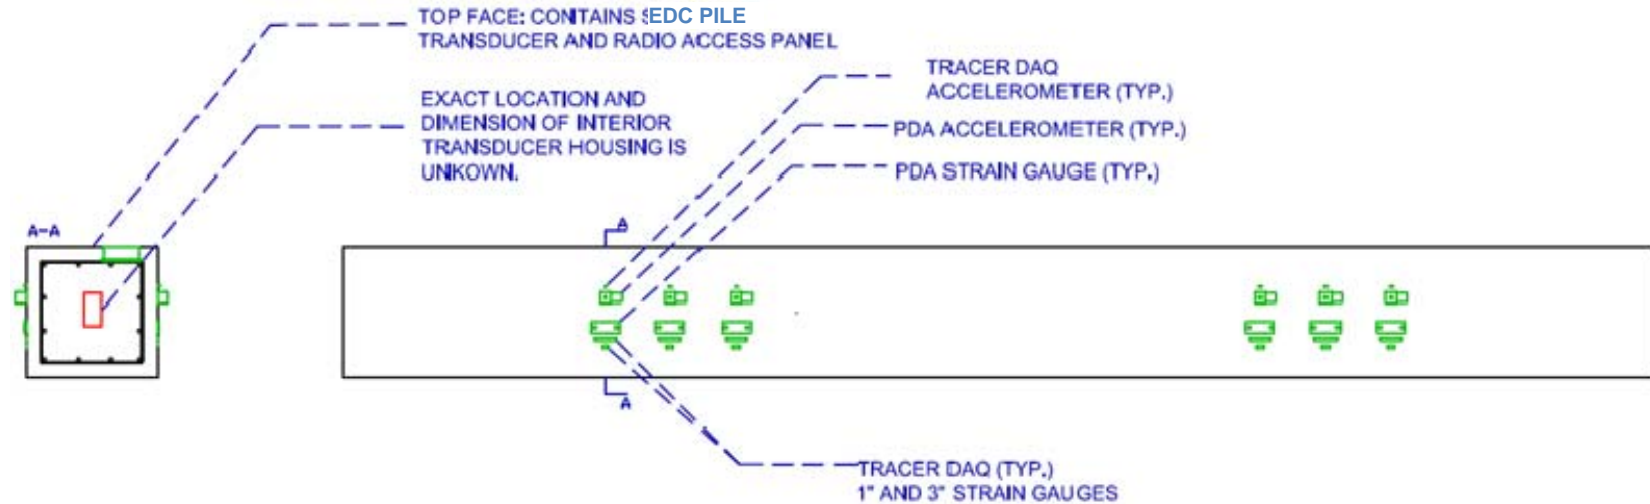 TOP FACE: CONTAINS EDC PILE
TRANSDUCER AND RADIO ACCESS PANEL
EXACT LOCATION AND
DIMENSION OF INTERIOR
TRANSDUCER HOUSING IS
UNKOWN.
TRACER DAQ
ACCELEROMETER (TYP.)
PDA ACCELEROMETER (TYP.)
PDA STRAIN GAUGE (TYP.)
A-A
A
A
TRACER DAQ (TYP.)
1" AND 3" STRAIN GAUGES